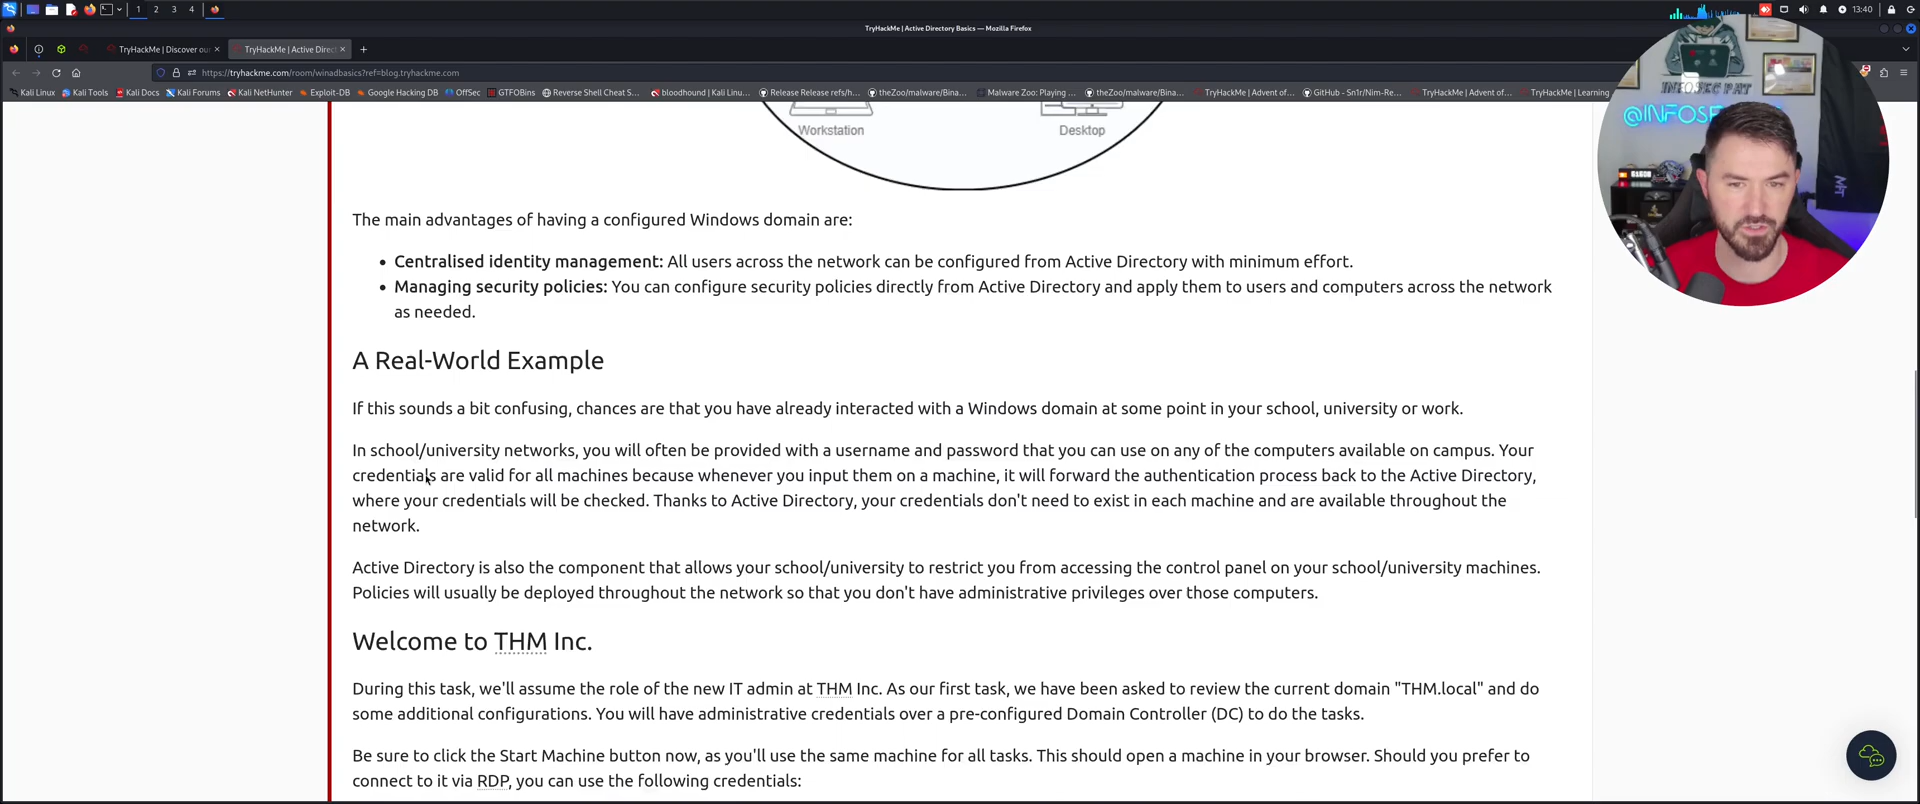 1 2 3 4
13:40
TryHackMe | Active Directory Basics — Mozilla Firefox
TryHackMe | Discover ou
TryHackMe | Active Direc
https://tryhackme.com/room/winadbasics?ref=blog.tryhackme.com
Kali Linux Kali Tools Kali Docs Kali Forums Kali NetHunter Exploit-DB Google Hacking DB OffSec GTFOBins Reverse Shell Cheat S... bloodhound | Kali Linu... Release Release refs/h... theZoo/malware/Bina... Malware Zoo: Playing ... theZoo/malware/Bina... TryHackMe | Advent of... GitHub - Sn1r/Nim-Re... TryHackMe | Advent of... TryHackMe | Learning
INFOSEC PAT
@INFOSE
Workstation Desktop
The main advantages of having a configured Windows domain are:
• Centralised identity management: All users across the network can be configured from Active Directory with minimum effort.
• Managing security policies: You can configure security policies directly from Active Directory and apply them to users and computers across the network
as needed.
A Real-World Example
If this sounds a bit confusing, chances are that you have already interacted with a Windows domain at some point in your school, university or work.
In school/university networks, you will often be provided with a username and password that you can use on any of the computers available on campus. Your
credentials are valid for all machines because whenever you input them on a machine, it will forward the authentication process back to the Active Directory,
where your credentials will be checked. Thanks to Active Directory, your credentials don't need to exist in each machine and are available throughout the
network.
Active Directory is also the component that allows your school/university to restrict you from accessing the control panel on your school/university machines.
Policies will usually be deployed throughout the network so that you don't have administrative privileges over those computers.
Welcome to THM Inc.
During this task, we'll assume the role of the new IT admin at THM Inc. As our first task, we have been asked to review the current domain "THM.local" and do
some additional configurations. You will have administrative credentials over a pre-configured Domain Controller (DC) to do the tasks.
Be sure to click the Start Machine button now, as you'll use the same machine for all tasks. This should open a machine in your browser. Should you prefer to
connect to it via RDP, you can use the following credentials: